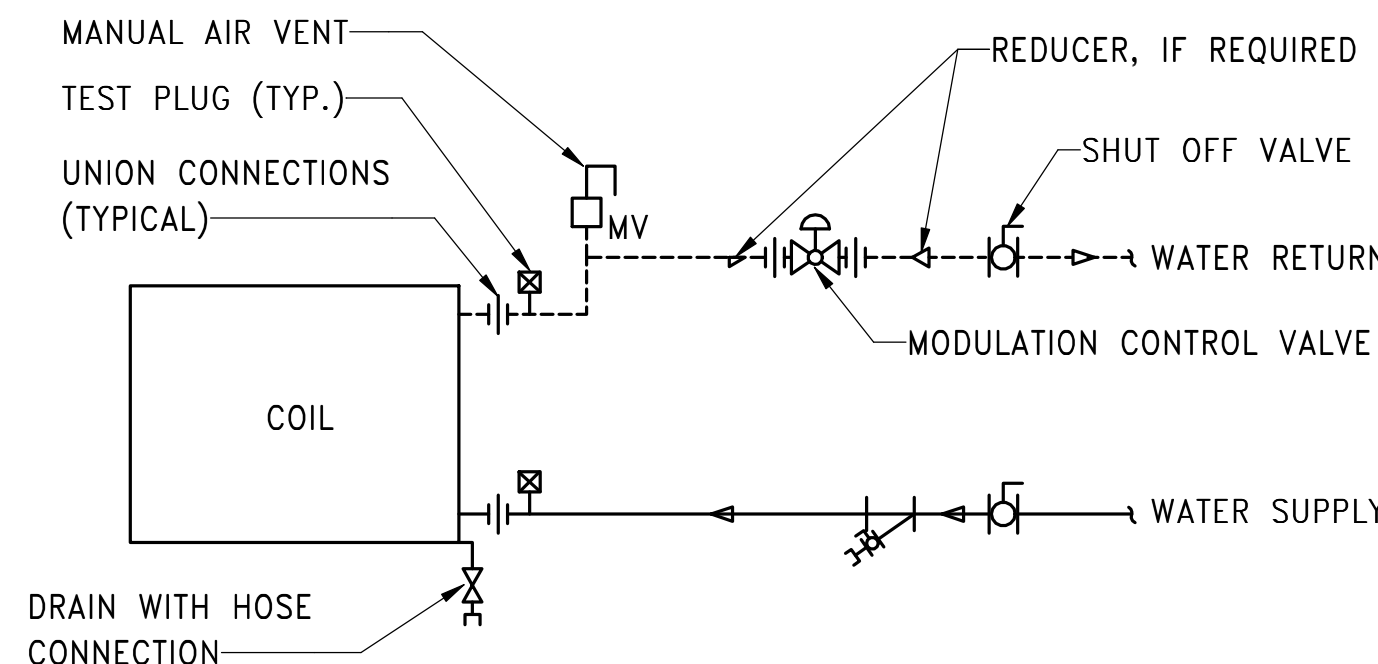 MANUAL AIR VENT
TEST PLUG (TYP.)
UNION CONNECTIONS
(TYPICAL)
MV
REDUCER, IF REQUIRED
SHUT OFF VALVE
WATER RETURN
MODULATION CONTROL VALVE
COIL
WATER SUPPLY
DRAIN WITH HOSE
CONNECTION